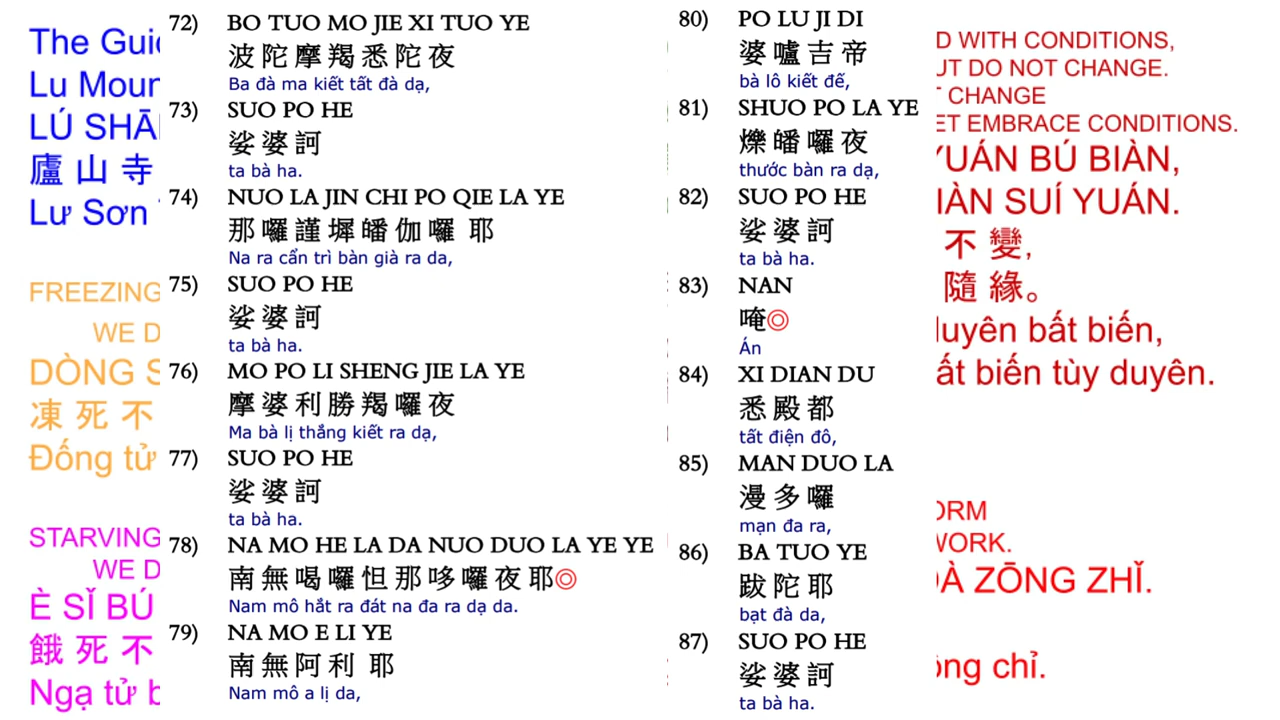 The Guid
Lu Moun
LÚ SHĀ
廬 山 寺
Lư Sơn
FREEZING
WE D
DÒNG S
凍 死 不
Đống tử
STARVING
WE D
È SǏ BÚ
餓 死 不
Ngạ tử b
72) BO TUO MO JIE XI TUO YE
波 陀 摩 羯 悉 陀 夜
Ba đà ma kiết tất đà dạ,
73) SUO PO HE
娑 婆 訶
ta bà ha.
74) NUO LA JIN CHI PO QIE LA YE
那 囉 謹 墀 皤 伽 囉 耶
Na ra cẩn trì bàn già ra da,
75) SUO PO HE
娑 婆 訶
ta bà ha.
76) MO PO LI SHENG JIE LA YE
摩 婆 利 勝 羯 囉 夜
Ma bà lị thắng kiết ra dạ,
77) SUO PO HE
娑 婆 訶
ta bà ha.
78) NA MO HE LA DA NUO DUO LA YE YE
南 無 喝 囉 怛 那 哆 囉 夜 耶◎
Nam mô hắt ra đát na đa ra dạ da.
79) NA MO E LI YE
南 無 阿 利 耶
Nam mô a lị da,
80) PO LU JI DI
婆 嚧 吉 帝
bà lô kiết đế,
81) SHUO PO LA YE
爍 皤 囉 夜
thước bàn ra dạ,
82) SUO PO HE
娑 婆 訶
ta bà ha.
83) NAN
唵◎
Án
84) XI DIAN DU
悉 殿 都
tất điện đô,
85) MAN DUO LA
漫 多 囉
mạn đa ra,
86) BA TUO YE
跋 陀 耶
bạt đà da,
87) SUO PO HE
娑 婆 訶
ta bà ha.
D WITH CONDITIONS,
UT DO NOT CHANGE.
CHANGE
ET EMBRACE CONDITIONS.
YUÁN BÚ BIÀN,
IÀN SUÍ YUÁN.
不 變,
隨 緣。
duyên bất biến,
ất biến tùy duyên.
ORM
WORK.
DÀ ZŌNG ZHǏ.
ông chỉ.